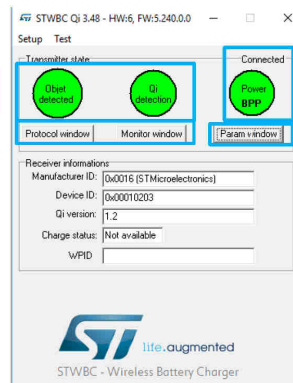 STWBC Qi 3.48 - HW:6, FW:5.240.0.0
Setup Test
Transmitter state
Connected
Objet detected
Qi detection
Power BPP
Protocol window
Monitor window
Param window
Receiver informations
Manufacturer ID: 0x0016 (STMicroelectronics)
Device ID: 0x00010203
Qi version: 1.2
Charge status: Not available
WPID
ST
life.augmented
STWBC - Wireless Battery Charger